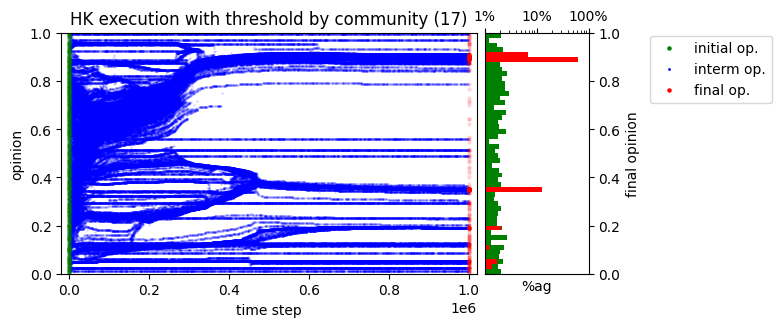 HK execution with threshold by community (17)
1% 10% 100%
initial op.
interm op.
final op.
opinion
1.0
0.8
0.6
0.4
0.2
0.0
final opinion
1.0
0.8
0.6
0.4
0.2
0.0
0.0 0.2 0.4 0.6 0.8 1.0
1e6
time step
%ag